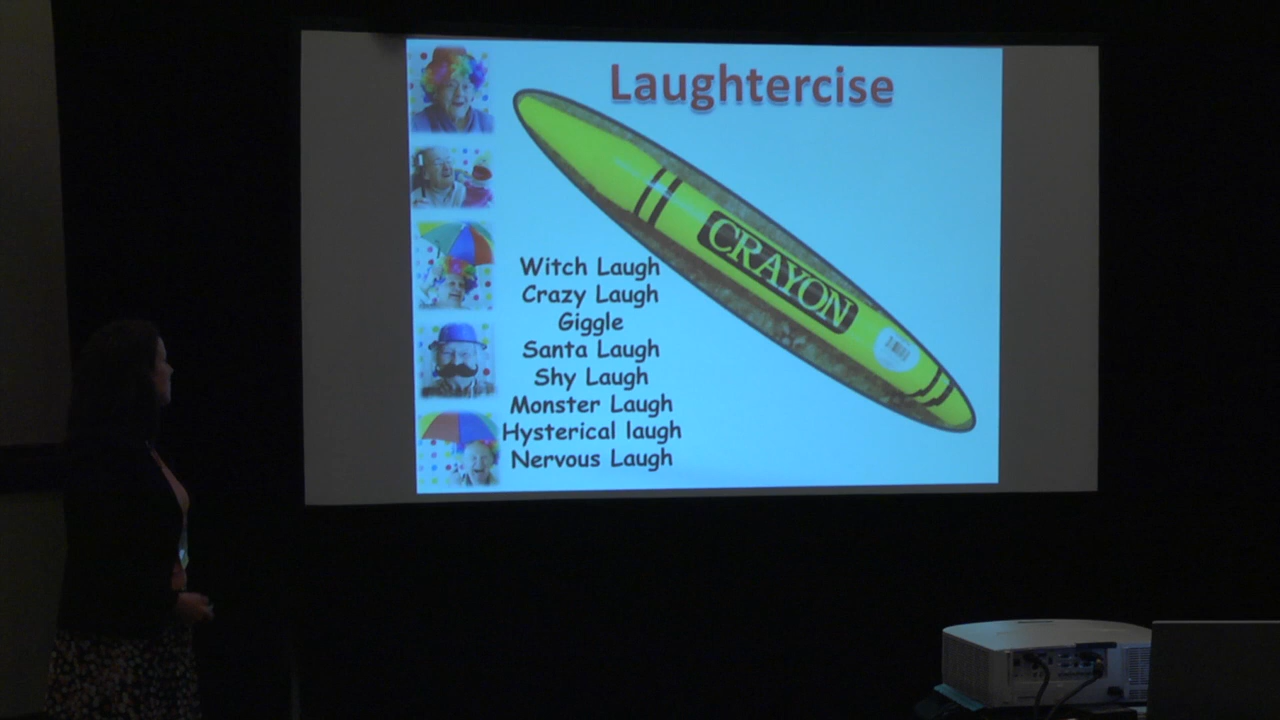 Laughtercise
CRAYON
Witch Laugh
Crazy Laugh
Giggle
Santa Laugh
Shy Laugh
Monster Laugh
Hysterical laugh
Nervous Laugh